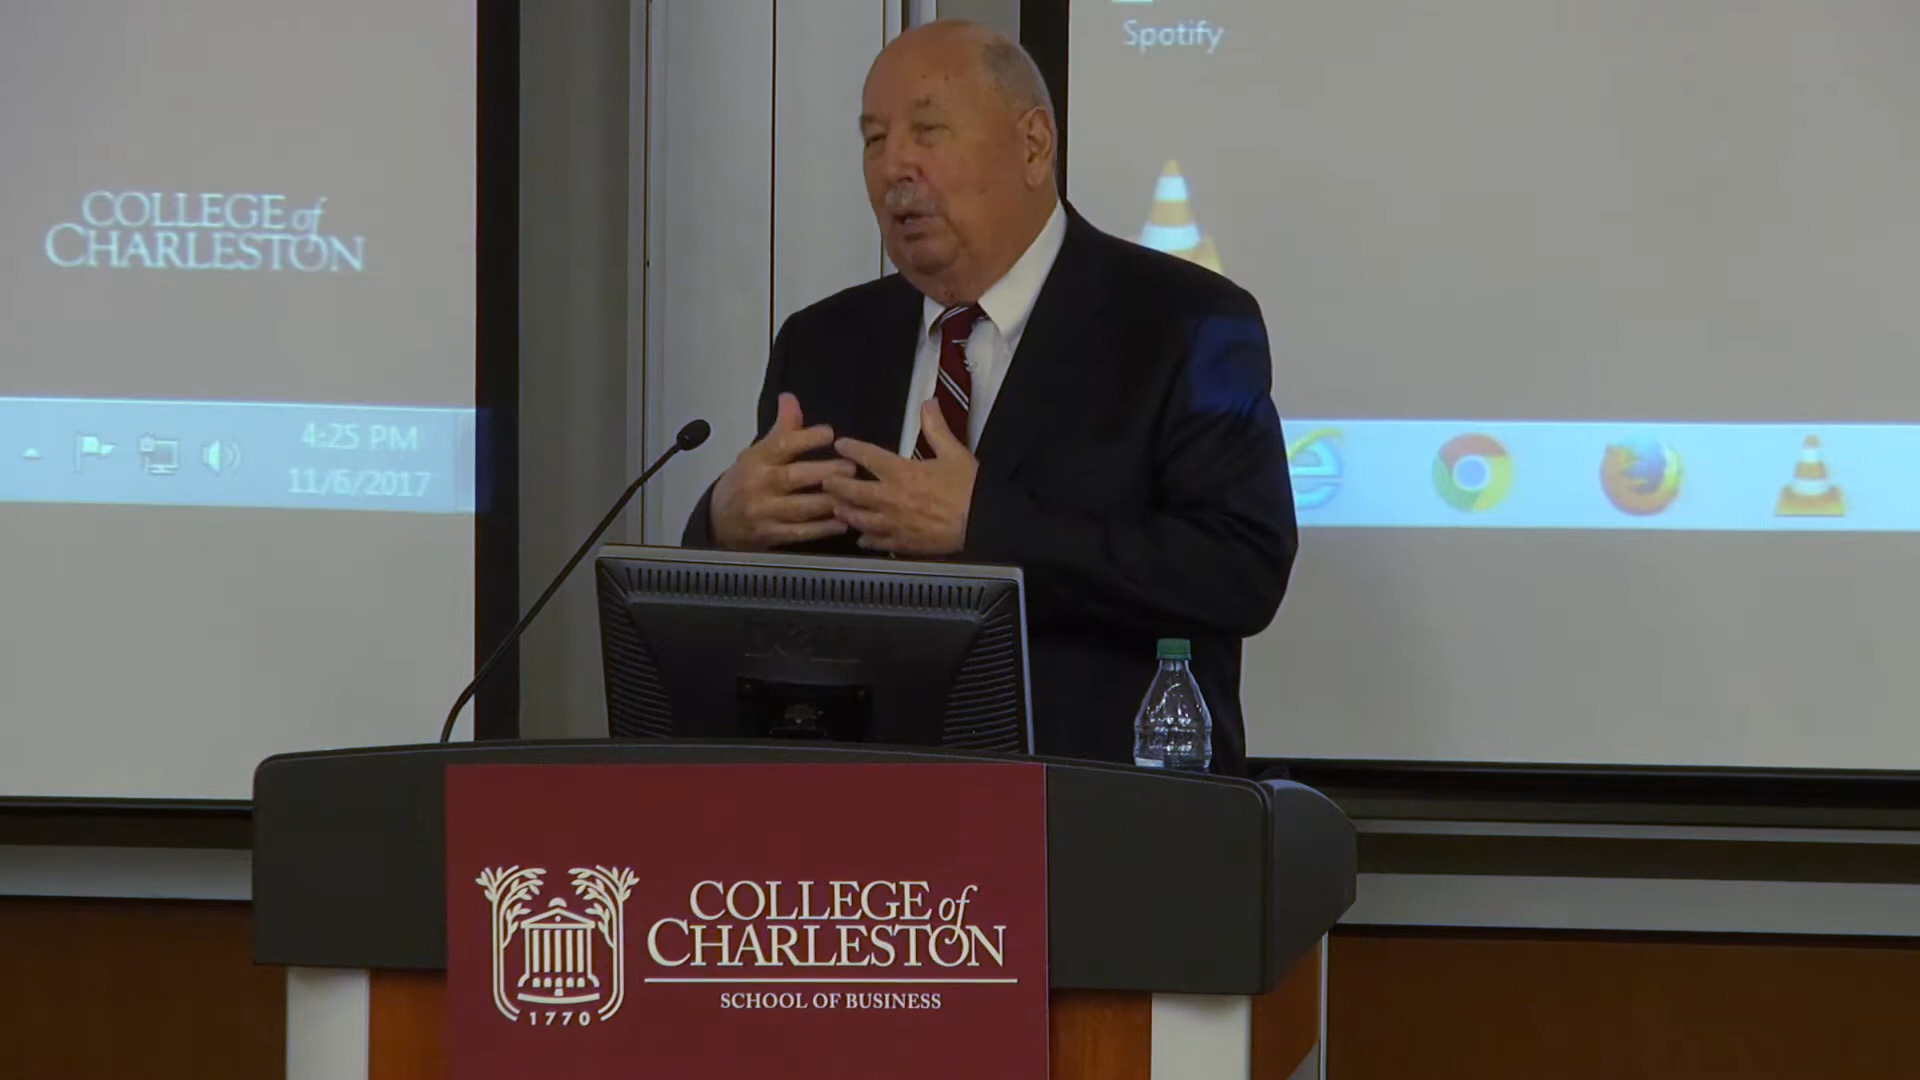 Spotify
COLLEGE of
CHARLESTON
4:25 PM
11/6/2017
COLLEGE of
CHARLESTON
SCHOOL OF BUSINESS
1770